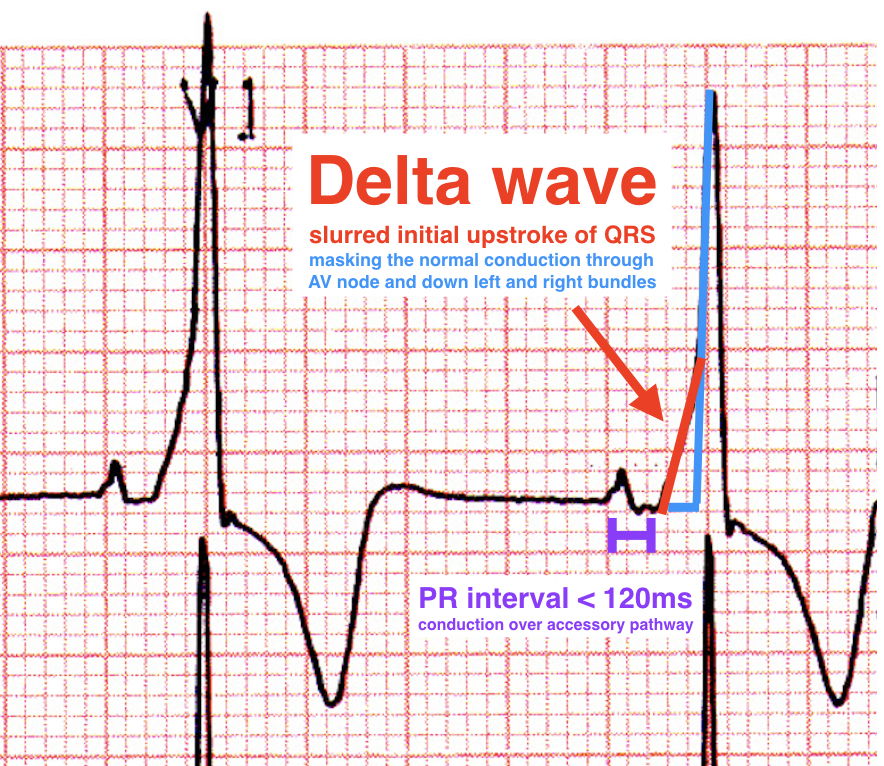 V1
Delta wave
slurred initial upstroke of QRS
masking the normal conduction through
AV node and down left and right bundles
PR interval < 120ms
conduction over accessory pathway